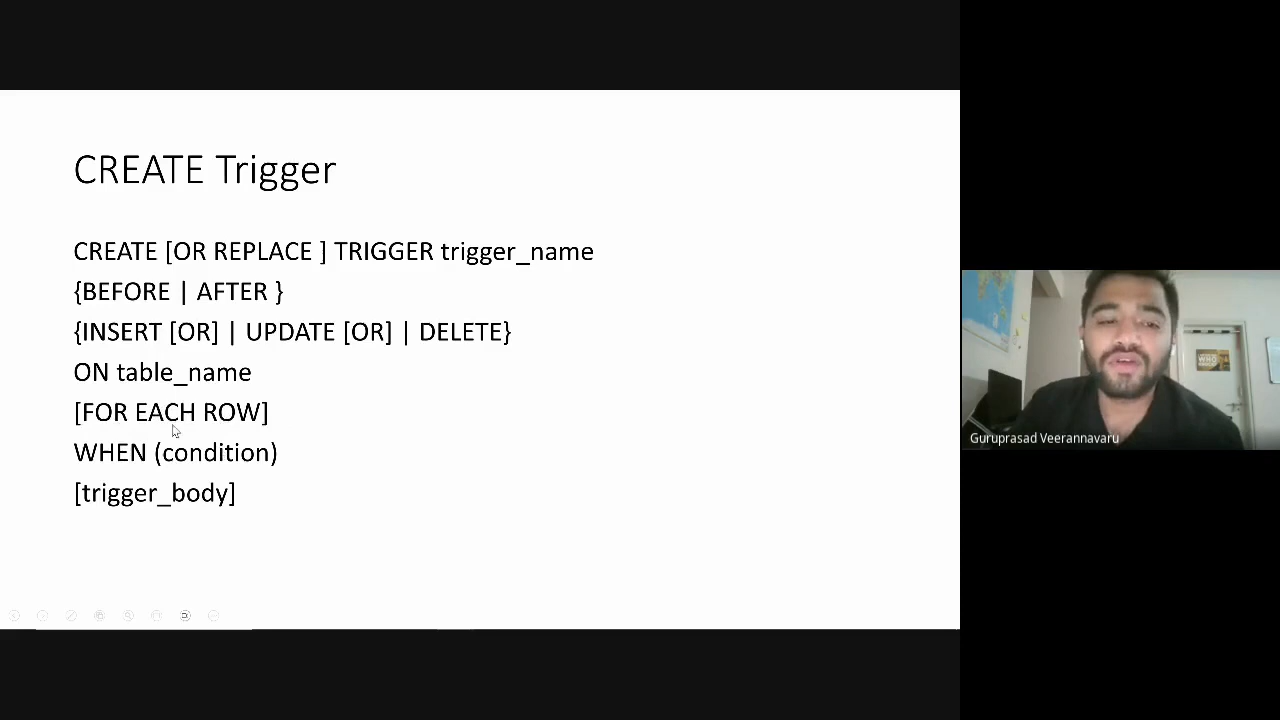 CREATE Trigger
CREATE [OR REPLACE ] TRIGGER trigger_name
{BEFORE | AFTER }
{INSERT [OR] | UPDATE [OR] | DELETE}
ON table_name
[FOR EACH ROW]
WHEN (condition)
[trigger_body]
WHO
Guruprasad Veerannavaru